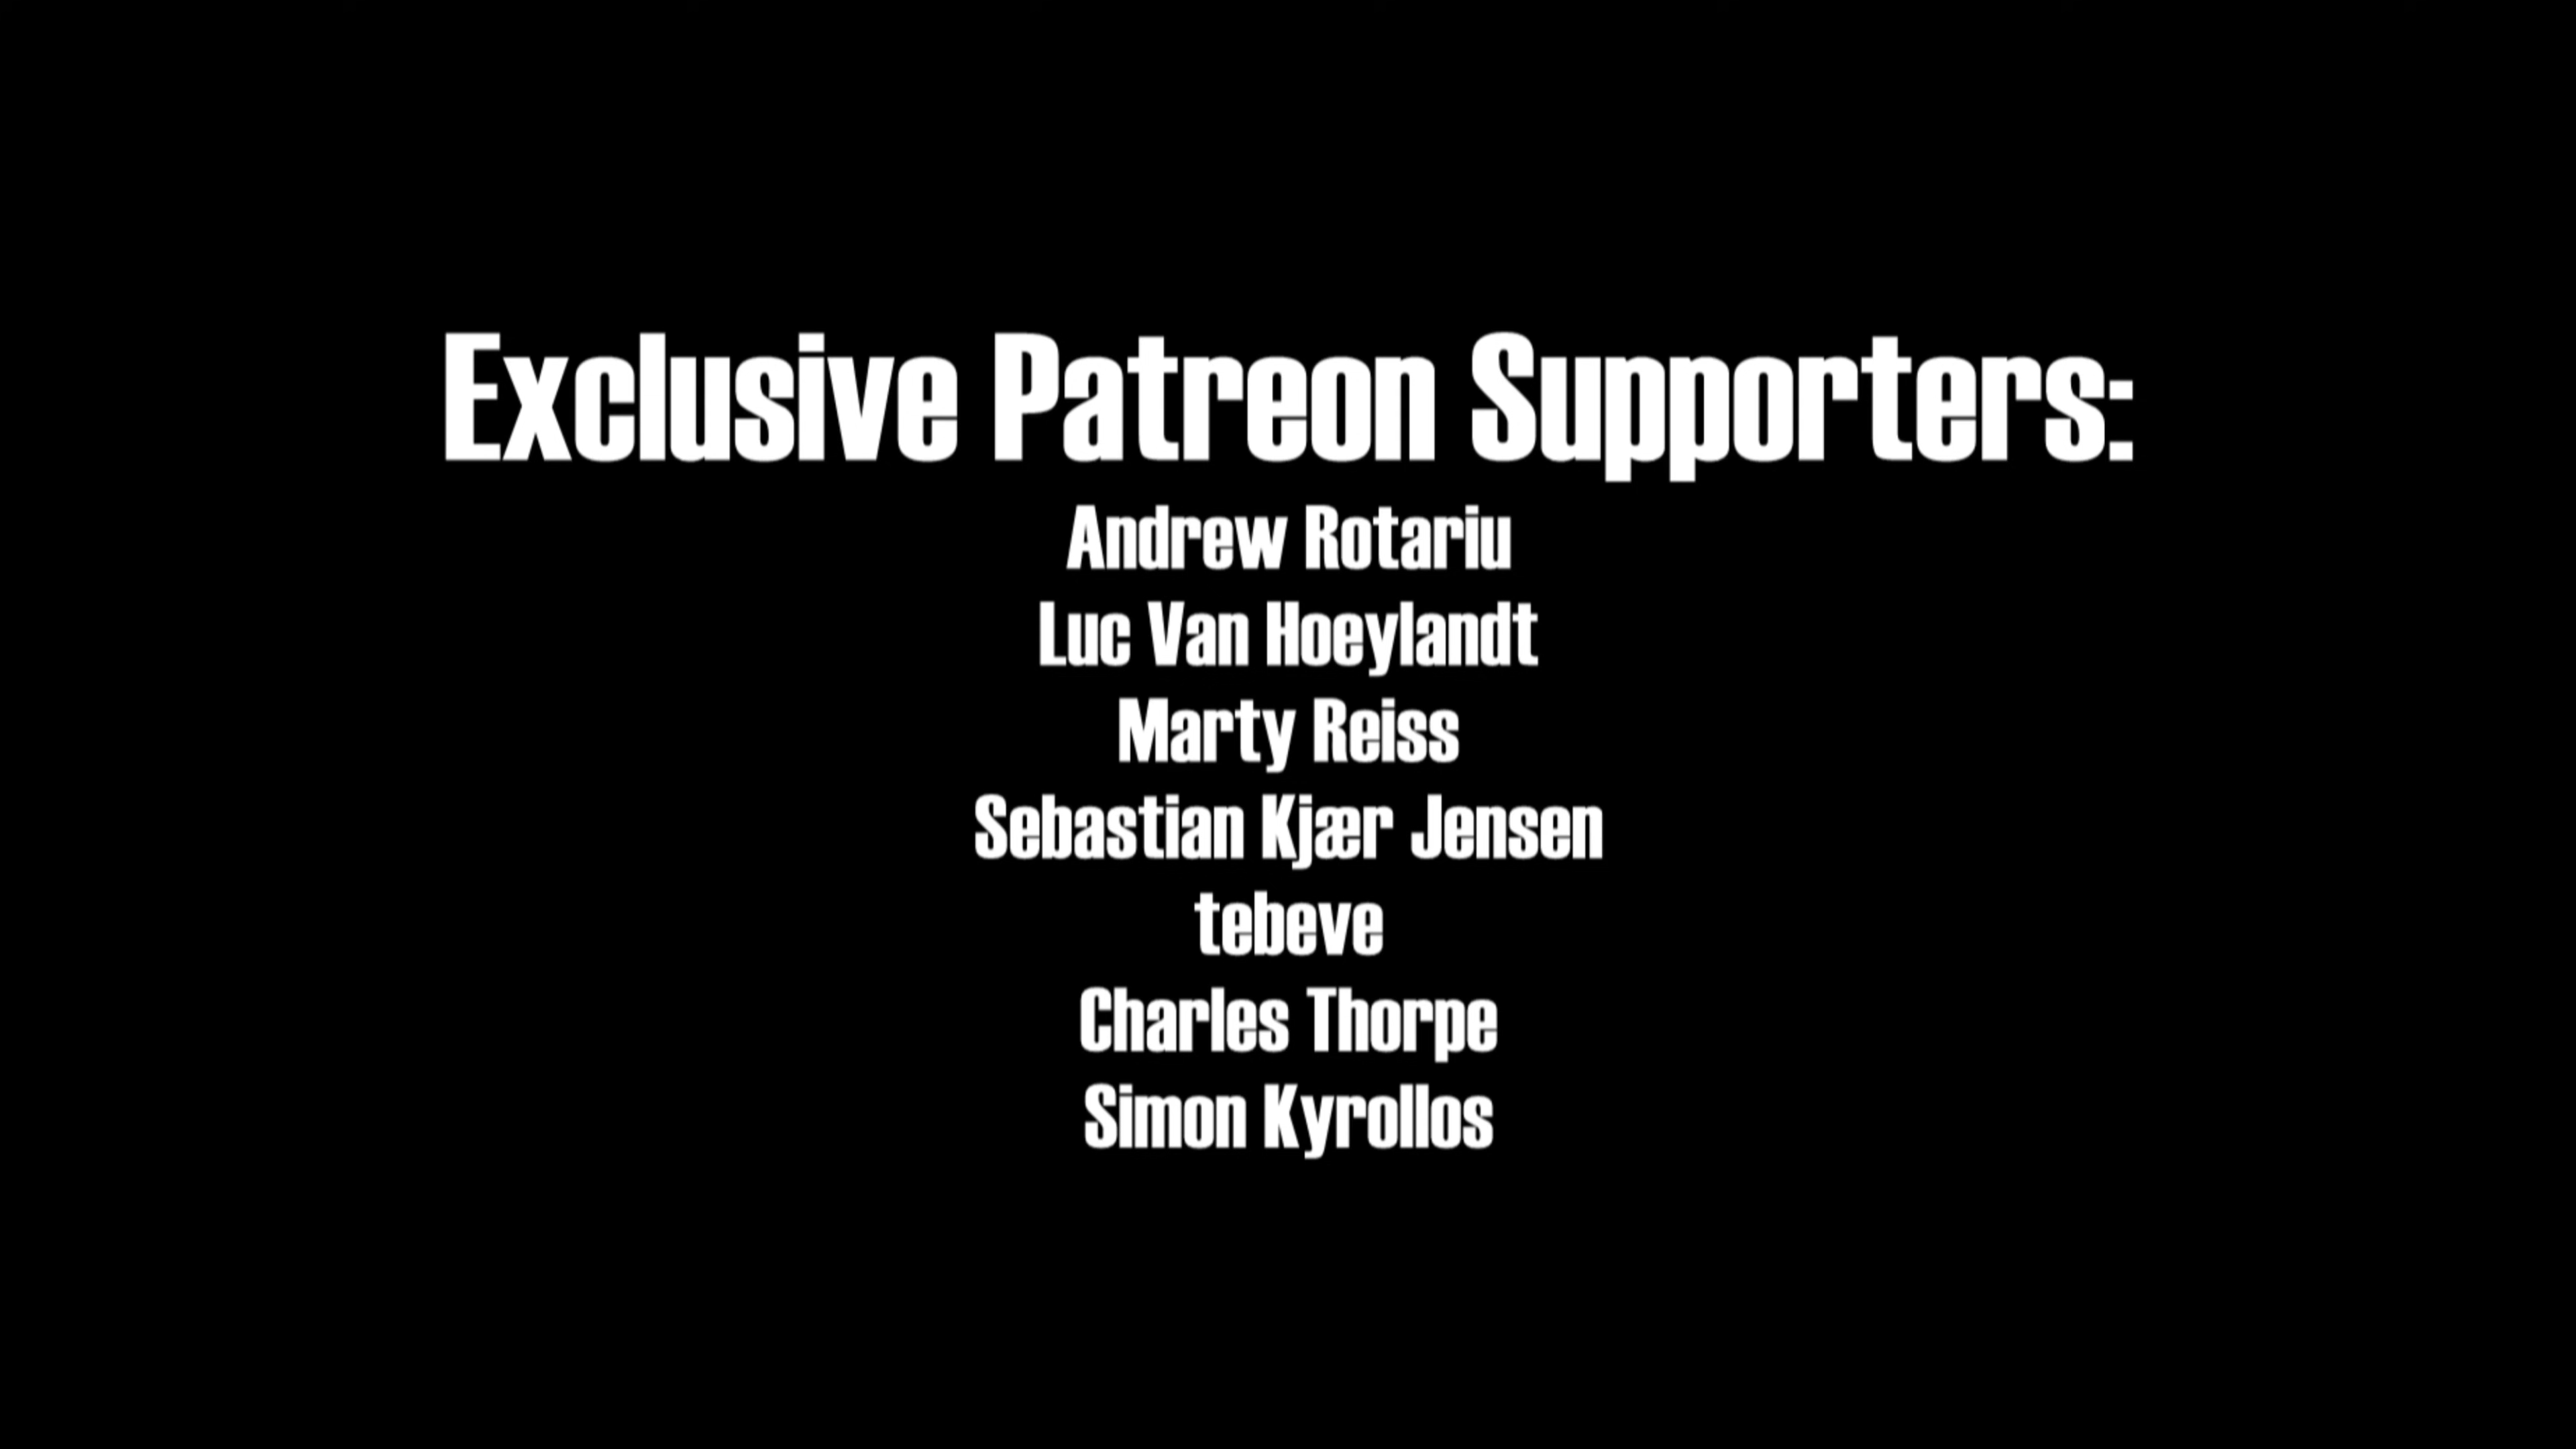 Exclusive Patreon Supporters:
Andrew Rotariu
Luc Van Hoeylandt
Marty Reiss
Sebastian Kjær Jensen
tebeve
Charles Thorpe
Simon Kyrollos